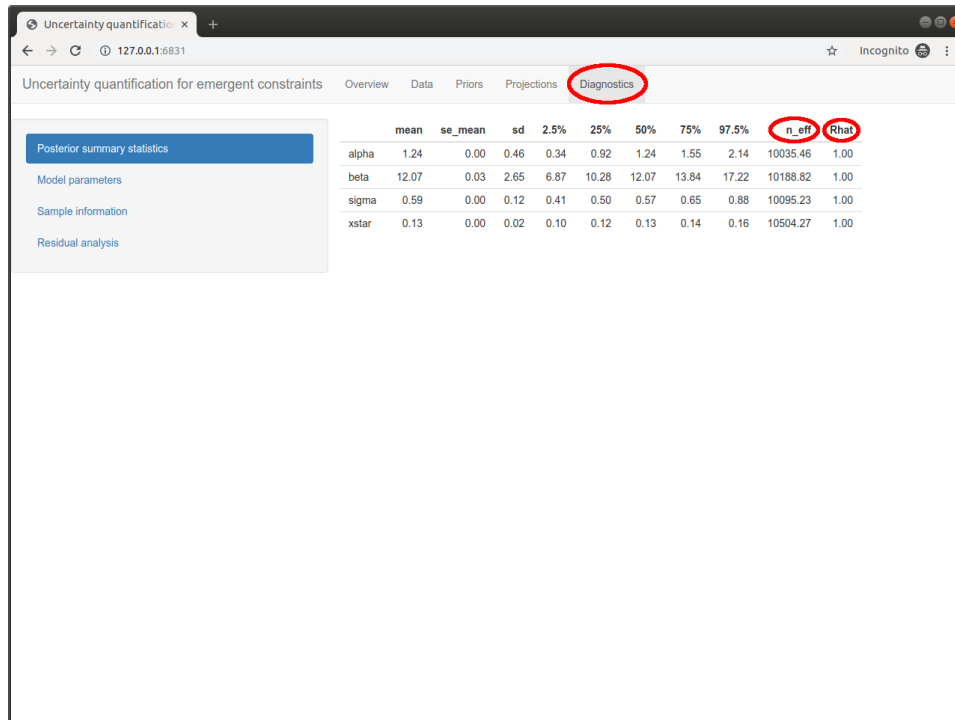 Uncertainty quantificatio
127.0.0.1:6831
Incognito
Uncertainty quantification for emergent constraints Overview Data Priors Projections Diagnostics
Posterior summary statistics
Model parameters
Sample information
Residual analysis
mean se_mean sd 2.5% 25% 50% 75% 97.5% n_eff Rhat
alpha 1.24 0.00 0.46 0.34 0.92 1.24 1.55 2.14 10035.46 1.00
beta 12.07 0.03 2.65 6.87 10.28 12.07 13.84 17.22 10188.82 1.00
sigma 0.59 0.00 0.12 0.41 0.50 0.57 0.65 0.88 10095.23 1.00
xstar 0.13 0.00 0.02 0.10 0.12 0.13 0.14 0.16 10504.27 1.00